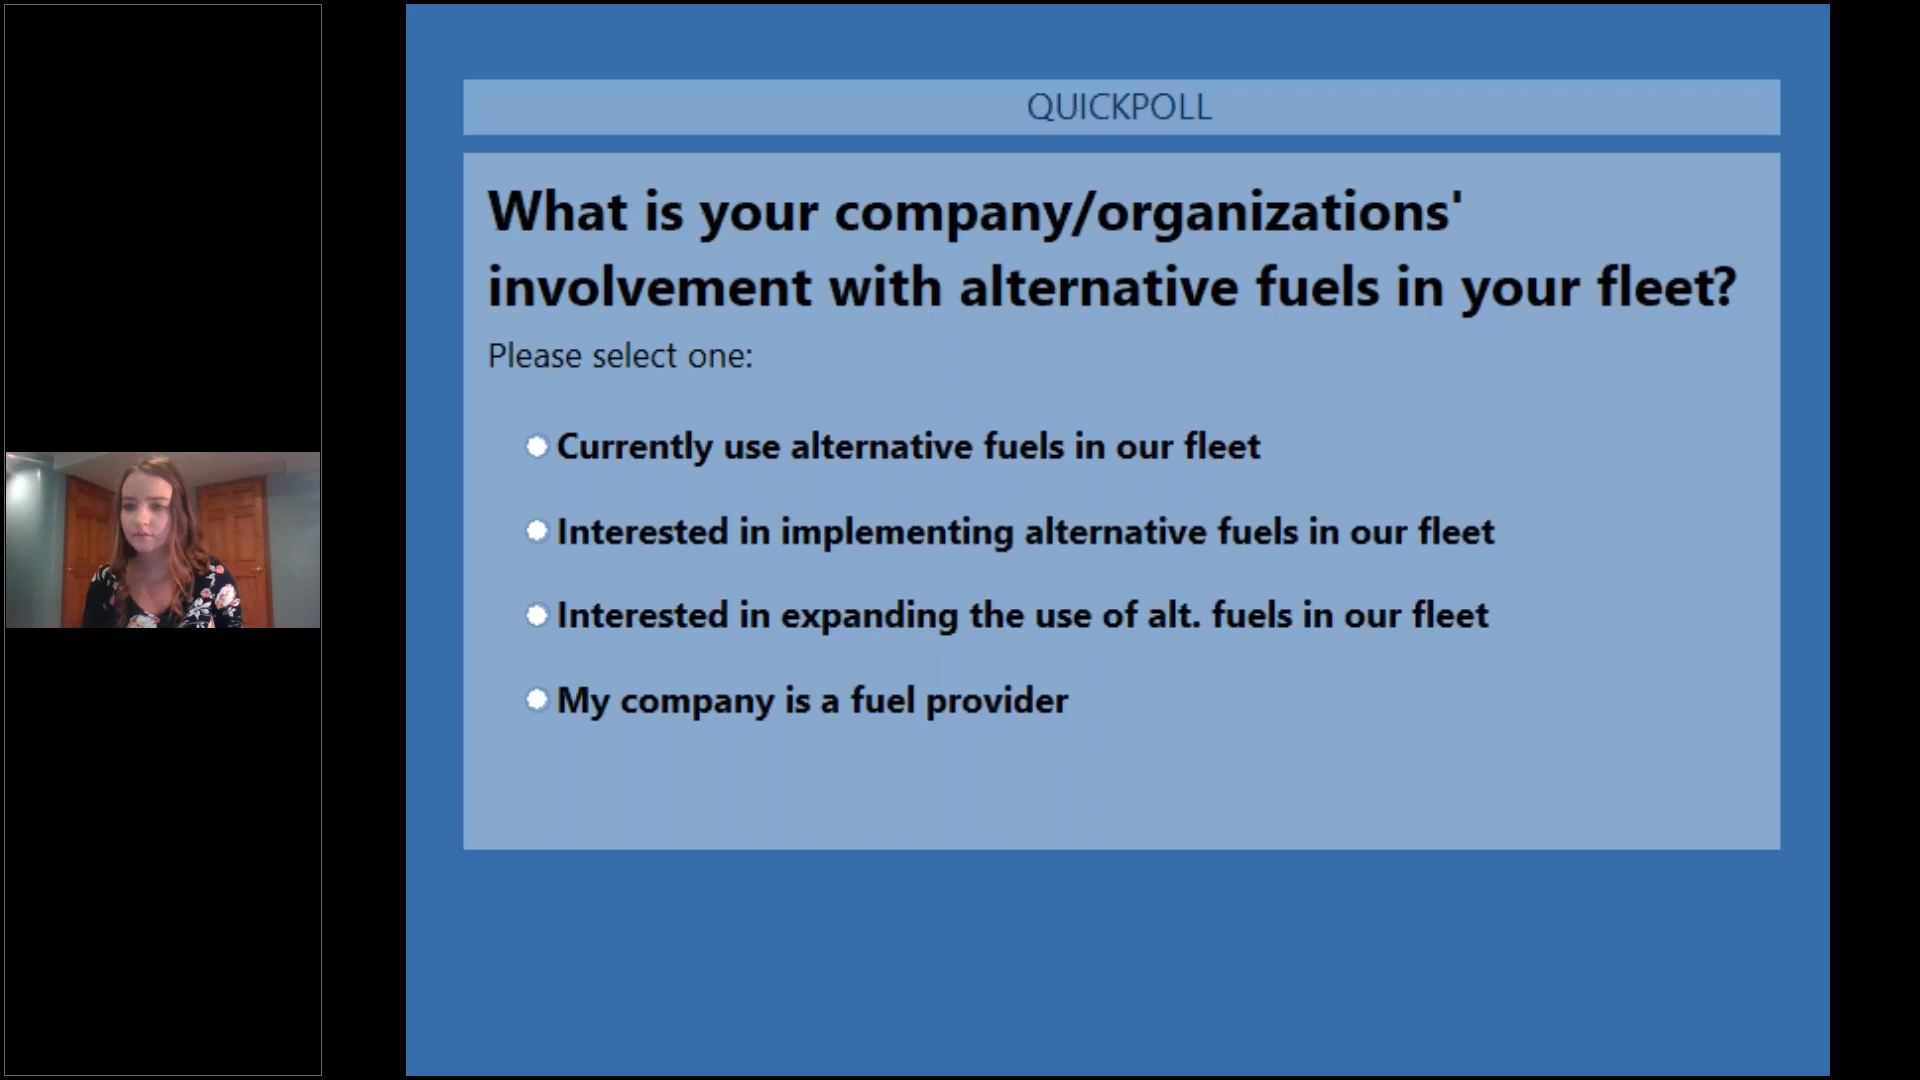 QUICKPOLL
What is your company/organizations'
involvement with alternative fuels in your fleet?
Please select one:
Currently use alternative fuels in our fleet
Interested in implementing alternative fuels in our fleet
Interested in expanding the use of alt. fuels in our fleet
My company is a fuel provider